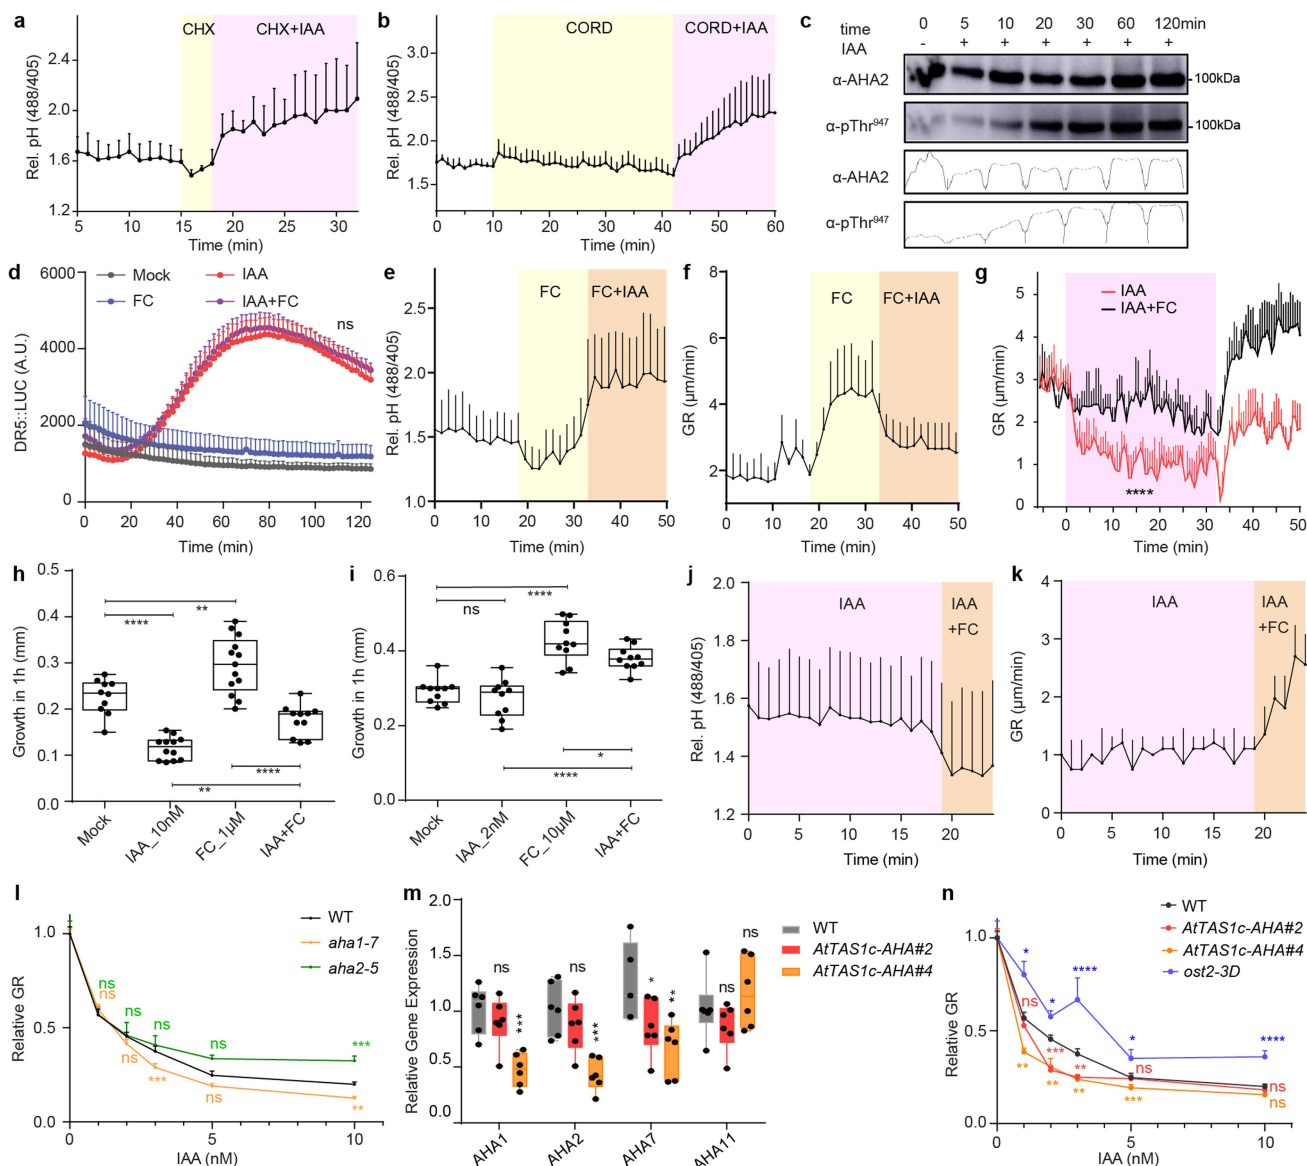 a
CHX
CHX+IAA
Rel. pH (488/405)
2.4
2.0
1.6
1.2
5 10 15 20 25 30
Time (min)
b
CORD
CORD+IAA
Rel. pH (488/405)
3.0
2.5
2.0
1.5
0 10 20 30 40 50 60
Time (min)
c
time 0 5 10 20 30 60 120min
IAA - + + + + + +
α-AHA2
100kDa
α-pThr947
100kDa
α-AHA2
α-pThr947
d
Mock
IAA
FC
IAA+FC
ns
DR5::LUC (A.U.)
6000
4000
2000
0
0 20 40 60 80 100 120
Time (min)
e
FC
FC+IAA
Rel. pH (488/405)
2.5
2.0
1.5
1.0
0 10 20 30 40 50
Time (min)
f
FC
FC+IAA
GR (µm/min)
8
6
4
2
0 10 20 30 40 50
Time (min)
g
IAA
IAA+FC
GR (µm/min)
5
4
3
2
1
0
****
0 10 20 30 40 50
Time (min)
h
Growth in 1h (mm)
0.5
0.4
0.3
0.2
0.1
0.0
**
****
****
**
Mock
IAA_10nM
FC_1µM
IAA+FC
i
Growth in 1h (mm)
0.6
0.4
0.2
0.0
****
ns
*
****
Mock
IAA_2nM
FC_10µM
IAA+FC
j
IAA
IAA
+FC
Rel. pH (488/405)
2.0
1.8
1.6
1.4
1.2
0 5 10 15 20
Time (min)
k
IAA
IAA
+FC
GR (µm/min)
4
3
2
1
0
0 5 10 15 20
Time (min)
l
WT
aha1-7
aha2-5
Relative GR
1.0
0.5
0.0
ns
ns
ns
ns
ns
***
ns
ns
***
**
0 5 10
IAA (nM)
m
WT
AtTAS1c-AHA#2
AtTAS1c-AHA#4
Relative Gene Expression
2.0
1.5
1.0
0.5
0.0
ns
***
ns
***
*
**
ns
ns
AHA1
AHA2
AHA7
AHA11
n
WT
AtTAS1c-AHA#2
AtTAS1c-AHA#4
ost2-3D
Relative GR
1.0
0.5
0.0
*
*
****
*
****
ns
***
**
ns
ns
**
**
**
***
ns
0 5 10
IAA (nM)